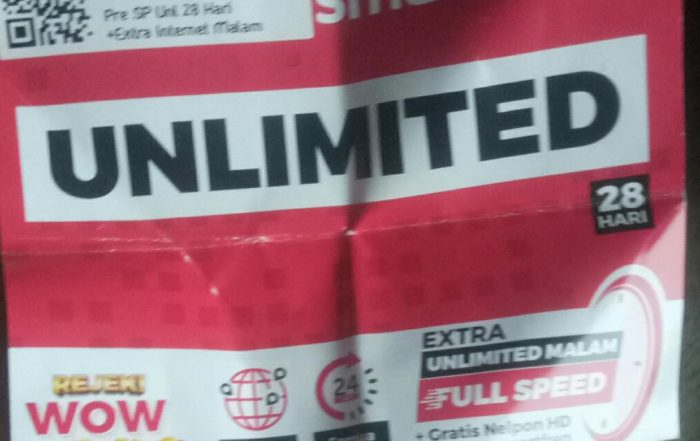 Pre SP Unl 28 Hari
+Extra Internet Malam
UNLIMITED
28
HARI
EXTRA
UNLIMITED MALAM
FULL SPEED
+ Gratis Nelpon HD
REJEKI
WOW
24